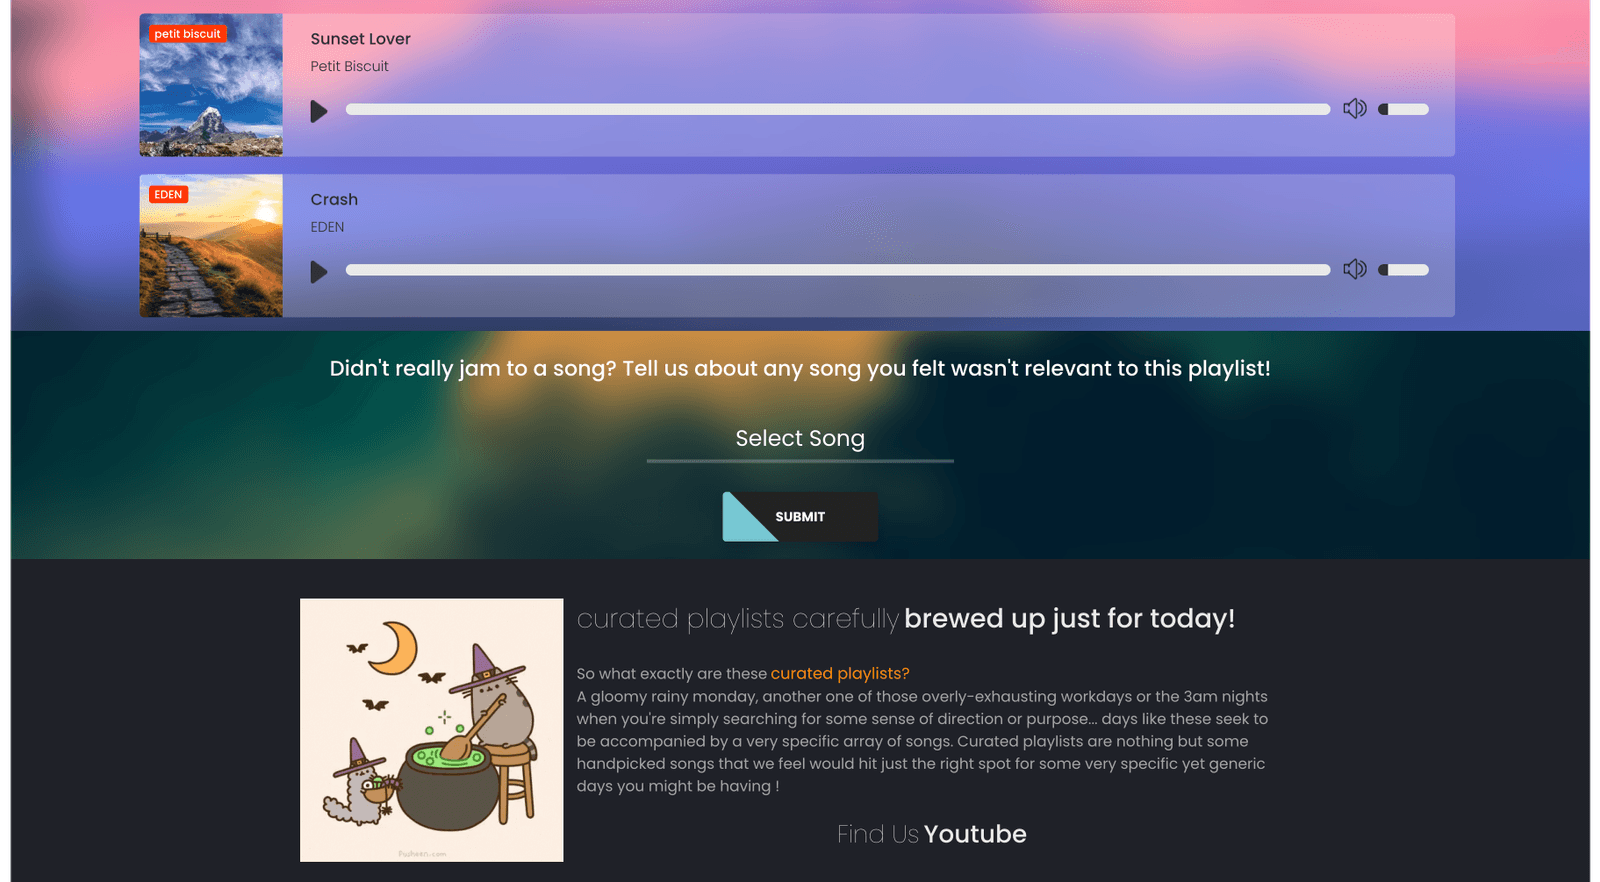 petit biscuit
Sunset Lover
Petit Biscuit
EDEN
Crash
EDEN
Didn't really jam to a song? Tell us about any song you felt wasn't relevant to this playlist!
Select Song
SUBMIT
curated playlists carefully brewed up just for today!
So what exactly are these curated playlists?
A gloomy rainy monday, another one of those overly-exhausting workdays or the 3am nights
when you're simply searching for some sense of direction or purpose... days like these seek to
be accompanied by a very specific array of songs. Curated playlists are nothing but some
handpicked songs that we feel would hit just the right spot for some very specific yet generic
days you might be having !
Pusheen.com
Find Us Youtube